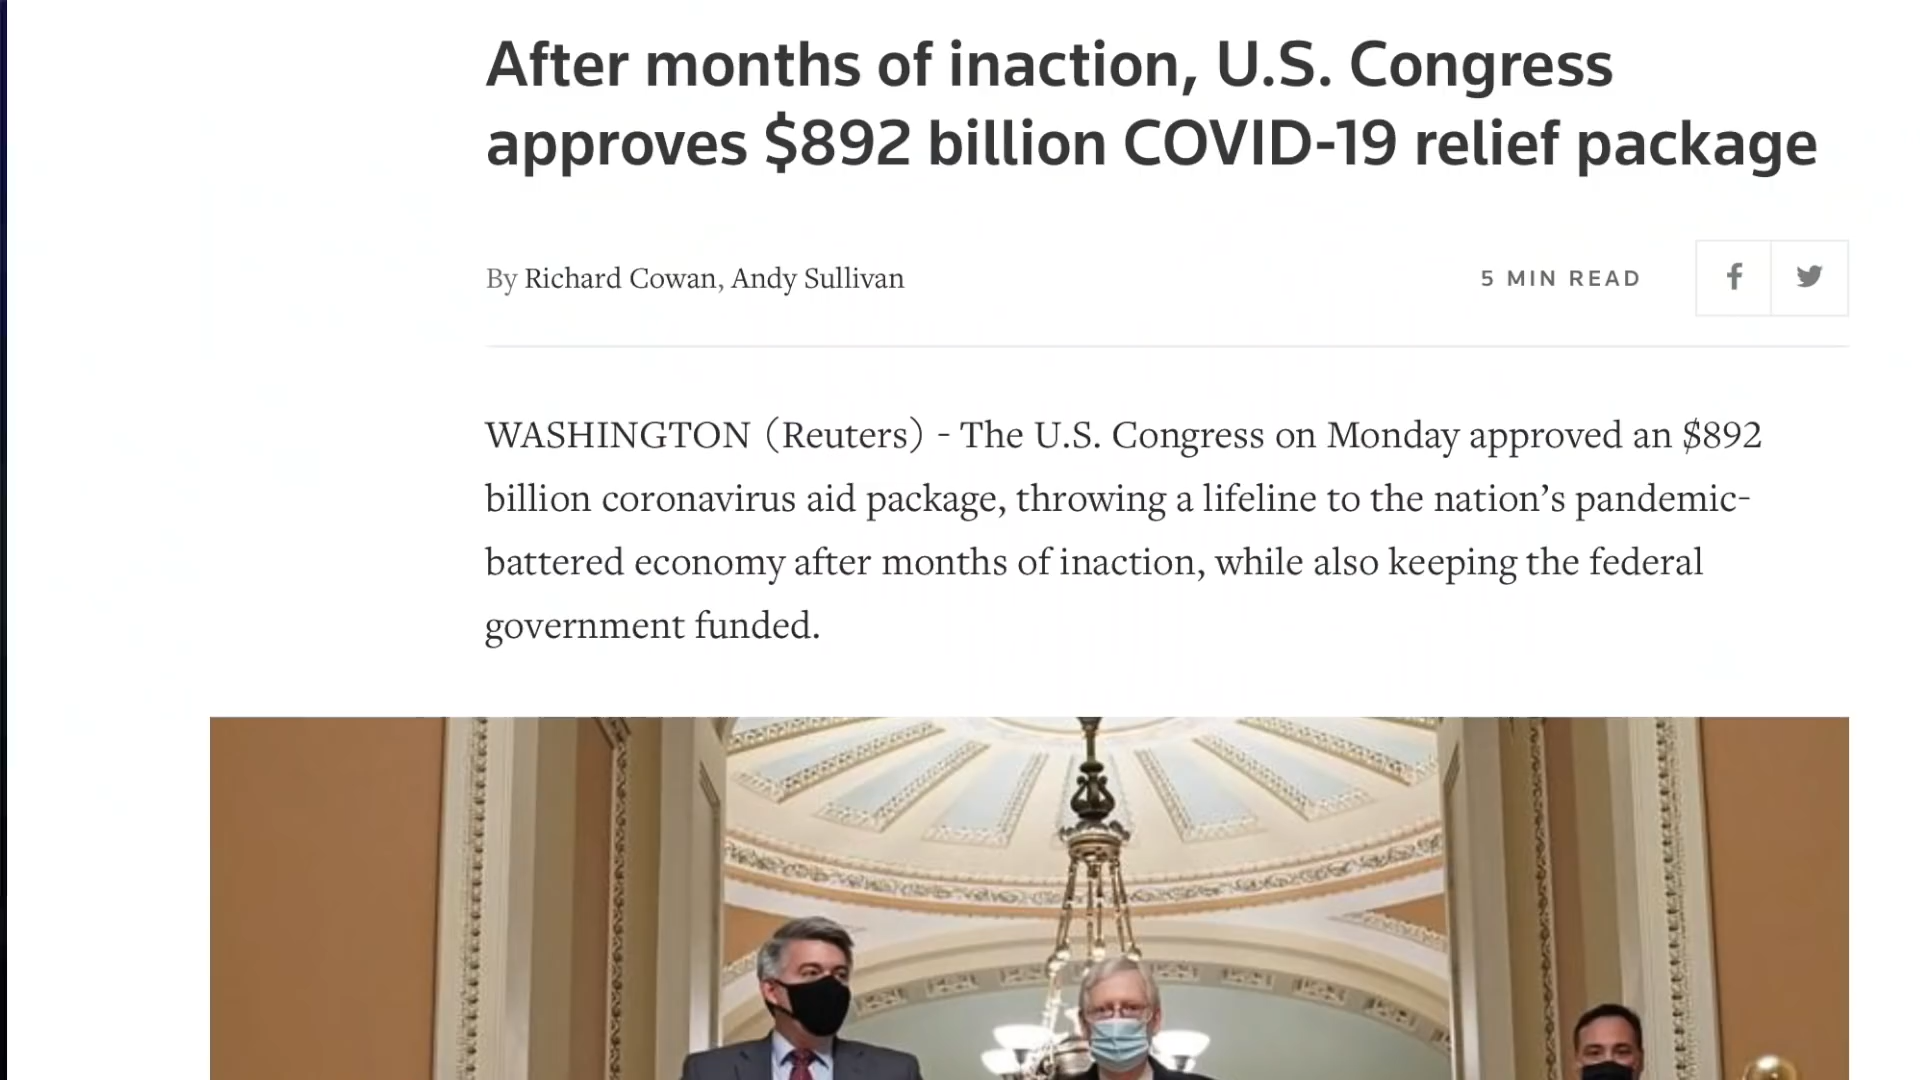 After months of inaction, U.S. Congress
approves $892 billion COVID-19 relief package
By Richard Cowan, Andy Sullivan
5 MIN READ
WASHINGTON (Reuters) - The U.S. Congress on Monday approved an $892
billion coronavirus aid package, throwing a lifeline to the nation’s pandemic-
battered economy after months of inaction, while also keeping the federal
government funded.